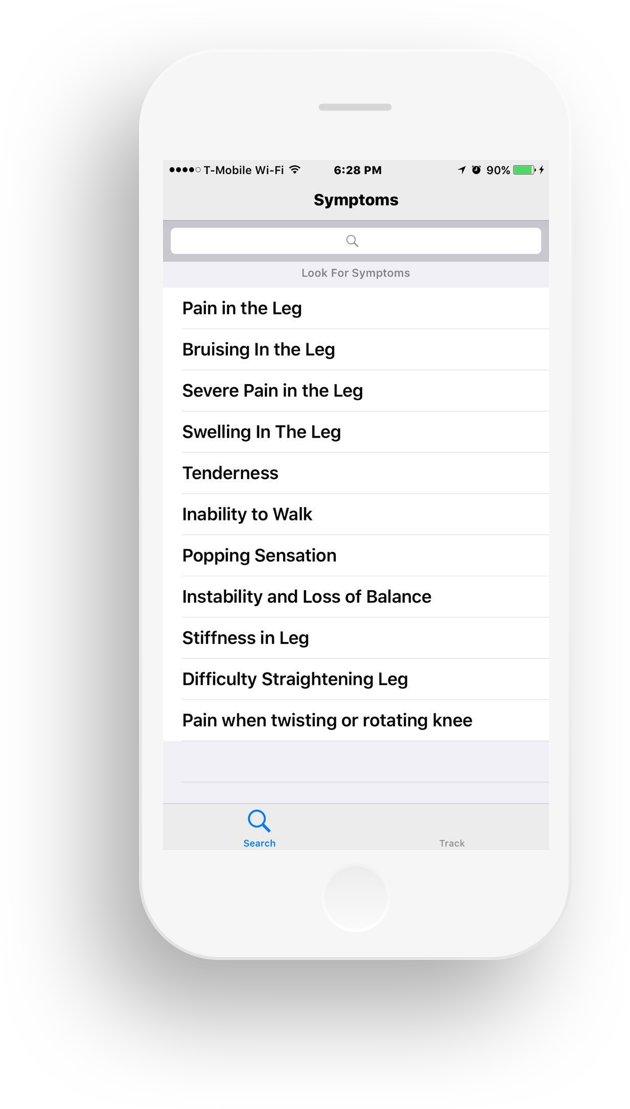 T-Mobile Wi-Fi 6:28 PM 90%
Symptoms
Look For Symptoms
Pain in the Leg
Bruising In the Leg
Severe Pain in the Leg
Swelling In The Leg
Tenderness
Inability to Walk
Popping Sensation
Instability and Loss of Balance
Stiffness in Leg
Difficulty Straightening Leg
Pain when twisting or rotating knee
Search Track